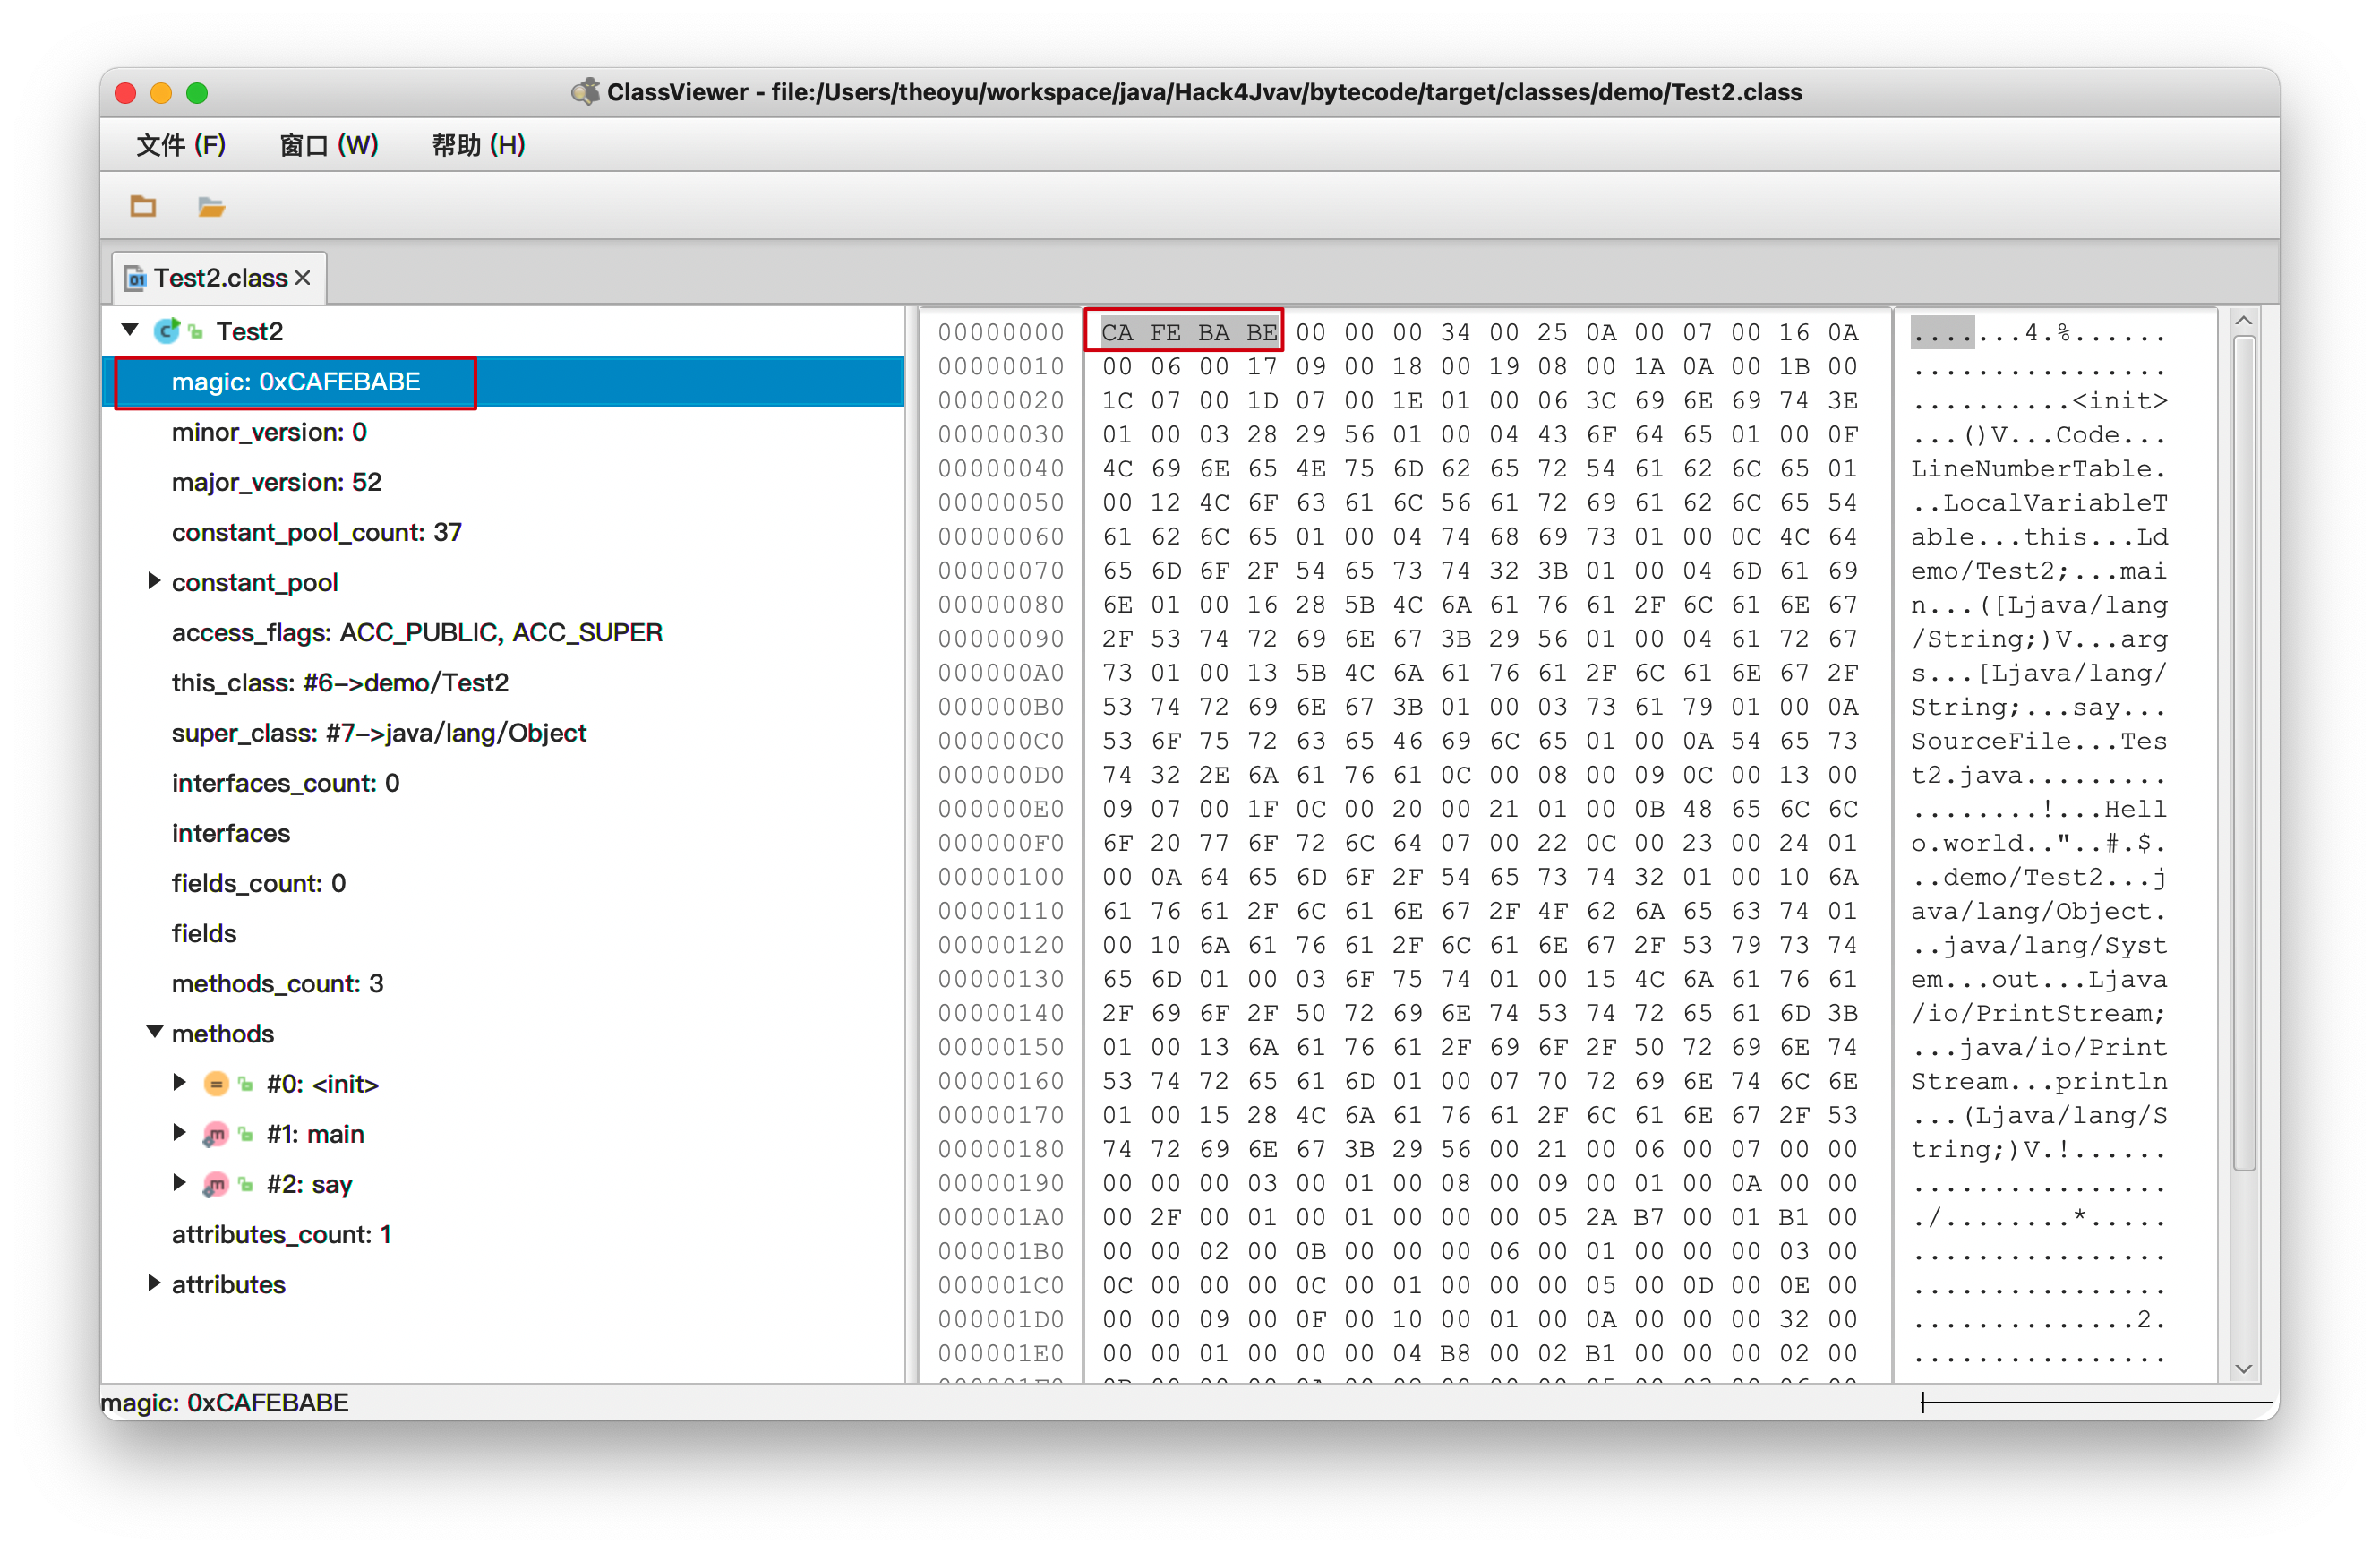 ClassViewer - file:/Users/theoyu/workspace/java/Hack4Jvav/bytecode/target/classes/demo/Test2.class
文件 (F) 窗口 (W) 帮助 (H)
Test2.class
Test2
magic: 0xCAFEBABE
minor_version: 0
major_version: 52
constant_pool_count: 37
constant_pool
access_flags: ACC_PUBLIC, ACC_SUPER
this_class: #6->demo/Test2
super_class: #7->java/lang/Object
interfaces_count: 0
interfaces
fields_count: 0
fields
methods_count: 3
methods
#0: <init>
#1: main
#2: say
attributes_count: 1
attributes
00000000 CA FE BA BE 00 00 00 34 00 25 0A 00 07 00 16 0A .......4.%......
00000010 00 06 00 17 09 00 18 00 19 08 00 1A 0A 00 1B 00 ................
00000020 1C 07 00 1D 07 00 1E 01 00 06 3C 69 6E 69 74 3E ..........<init>
00000030 01 00 03 28 29 56 01 00 04 43 6F 64 65 01 00 0F ...()V...Code...
00000040 4C 69 6E 65 4E 75 6D 62 65 72 54 61 62 6C 65 01 LineNumberTable.
00000050 00 12 4C 6F 63 61 6C 56 61 72 69 61 62 6C 65 54 ..LocalVariableT
00000060 61 62 6C 65 01 00 04 74 68 69 73 01 00 0C 4C 64 able...this...Ld
00000070 65 6D 6F 2F 54 65 73 74 32 3B 01 00 04 6D 61 69 emo/Test2;...mai
00000080 6E 01 00 16 28 5B 4C 6A 61 76 61 2F 6C 61 6E 67 n...([Ljava/lang
00000090 2F 53 74 72 69 6E 67 3B 29 56 01 00 04 61 72 67 /String;)V...arg
000000A0 73 01 00 13 5B 4C 6A 61 76 61 2F 6C 61 6E 67 2F s...[Ljava/lang/
000000B0 53 74 72 69 6E 67 3B 01 00 03 73 61 79 01 00 0A String;...say...
000000C0 53 6F 75 72 63 65 46 69 6C 65 01 00 0A 54 65 73 SourceFile...Tes
000000D0 74 32 2E 6A 61 76 61 0C 00 08 00 09 0C 00 13 00 t2.java.........
000000E0 09 07 00 1F 0C 00 20 00 21 01 00 0B 48 65 6C 6C ........!...Hell
000000F0 6F 20 77 6F 72 6C 64 07 00 22 0C 00 23 00 24 01 o.world.."..#.$.
00000100 00 0A 64 65 6D 6F 2F 54 65 73 74 32 01 00 10 6A ..demo/Test2...j
00000110 61 76 61 2F 6C 61 6E 67 2F 4F 62 6A 65 63 74 01 ava/lang/Object.
00000120 00 10 6A 61 76 61 2F 6C 61 6E 67 2F 53 79 73 74 ..java/lang/Syst
00000130 65 6D 01 00 03 6F 75 74 01 00 15 4C 6A 61 76 61 em...out...Ljava
00000140 2F 69 6F 2F 50 72 69 6E 74 53 74 72 65 61 6D 3B /io/PrintStream;
00000150 01 00 13 6A 61 76 61 2F 69 6F 2F 50 72 69 6E 74 ...java/io/Print
00000160 53 74 72 65 61 6D 01 00 07 70 72 69 6E 74 6C 6E Stream...println
00000170 01 00 15 28 4C 6A 61 76 61 2F 6C 61 6E 67 2F 53 ...(Ljava/lang/S
00000180 74 72 69 6E 67 3B 29 56 00 21 00 06 00 07 00 00 tring;)V.!......
00000190 00 00 00 03 00 01 00 08 00 09 00 01 00 0A 00 00 ................
000001A0 00 2F 00 01 00 01 00 00 00 05 2A B7 00 01 B1 00 ./........*.....
000001B0 00 00 02 00 0B 00 00 00 06 00 01 00 00 00 03 00 ................
000001C0 0C 00 00 00 0C 00 01 00 00 00 05 00 0D 00 0E 00 ................
000001D0 00 00 09 00 0F 00 10 00 01 00 0A 00 00 00 32 00 ..............2.
000001E0 00 00 01 00 00 00 04 B8 00 02 B1 00 00 00 02 00 ................
magic: 0xCAFEBABE